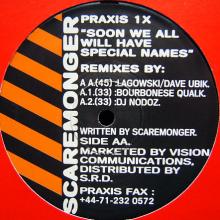 PRAXIS 1X
"SOON WE ALL
WILL HAVE
SPECIAL NAMES"
REMIXES BY:
A A.(45) :LAGOWSKI/DAVE UBIK.
A.1.(33) :BOURBONESE QUALK.
A.2.(33) :DJ NODOZ.
WRITTEN BY SCAREMONGER.
SIDE AA.
MARKETED BY VISION
COMMUNICATIONS,
DISTRIBUTED BY
S.R.D.
PRAXIS FAX :
+44-71-232 0572
SCAREMONGER